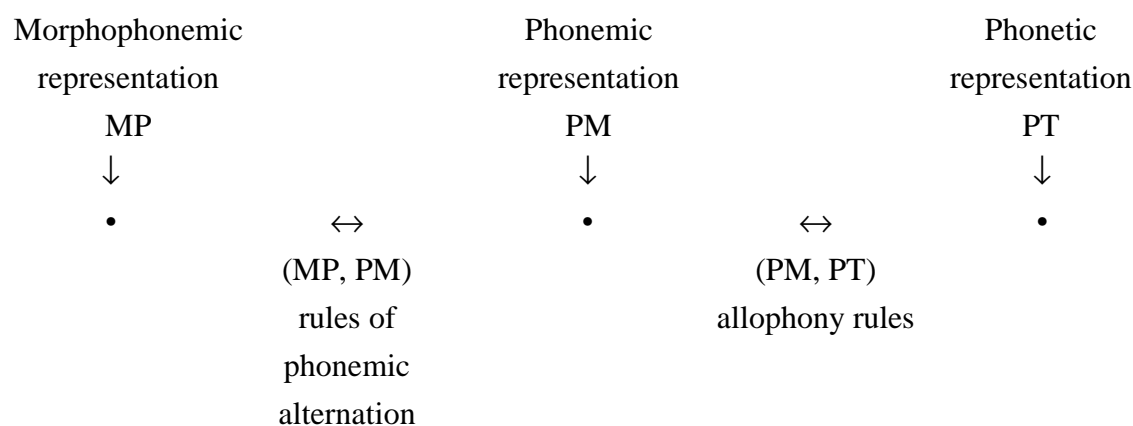 Morphophonemic Phonemic Phonetic
representation representation representation
MP PM PT
↓ ↓ ↓
• ↔ • ↔ •
(MP, PM) (PM, PT)
rules of allophony rules
phonemic
alternation